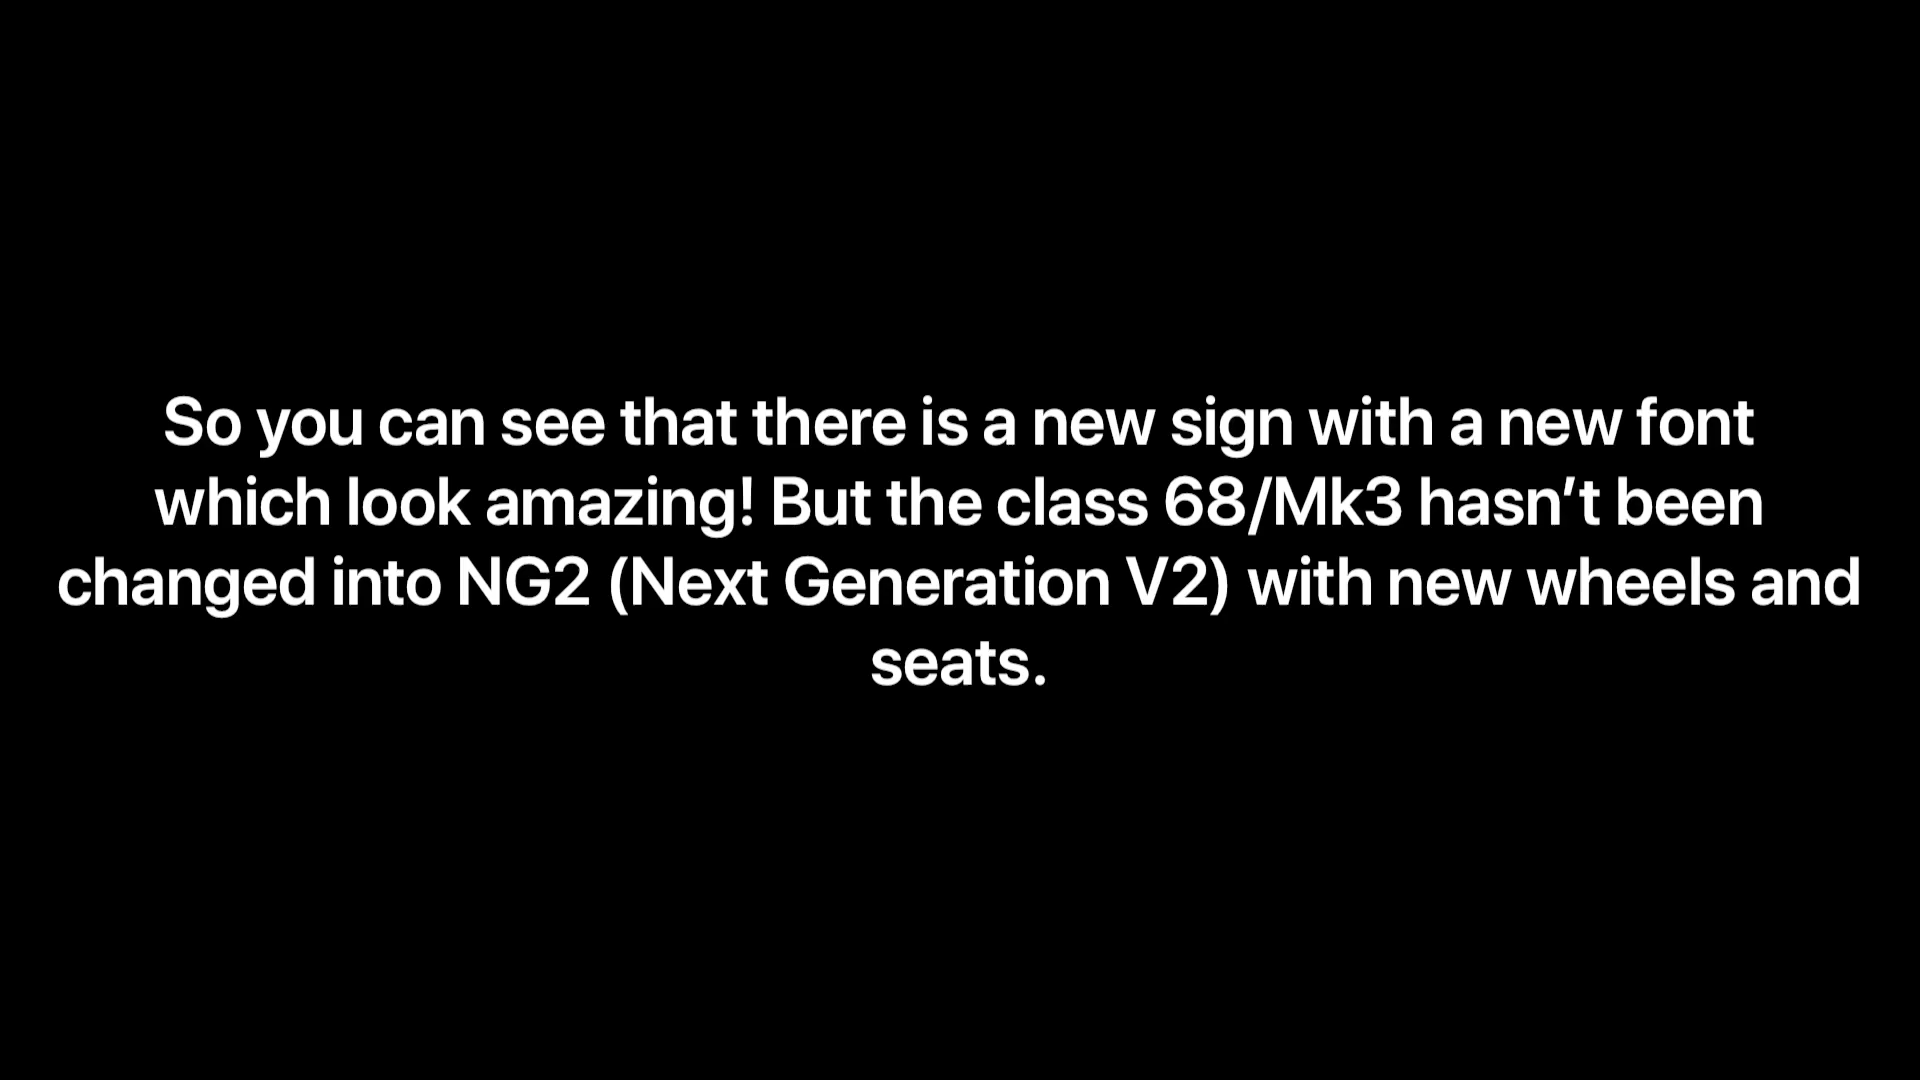 So you can see that there is a new sign with a new font
which look amazing! But the class 68/Mk3 hasn’t been
changed into NG2 (Next Generation V2) with new wheels and
seats.